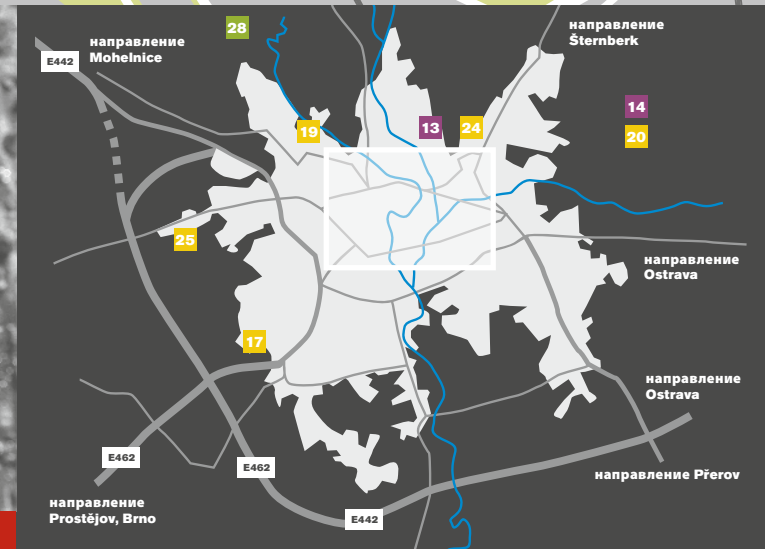 28
направление
Šternberk
направление
Mohelnice
E442
14
13
24
19
20
25
направление
Ostrava
17
направление
Ostrava
E462
E462
направление Přerov
направление
Prostějov, Brno
E442